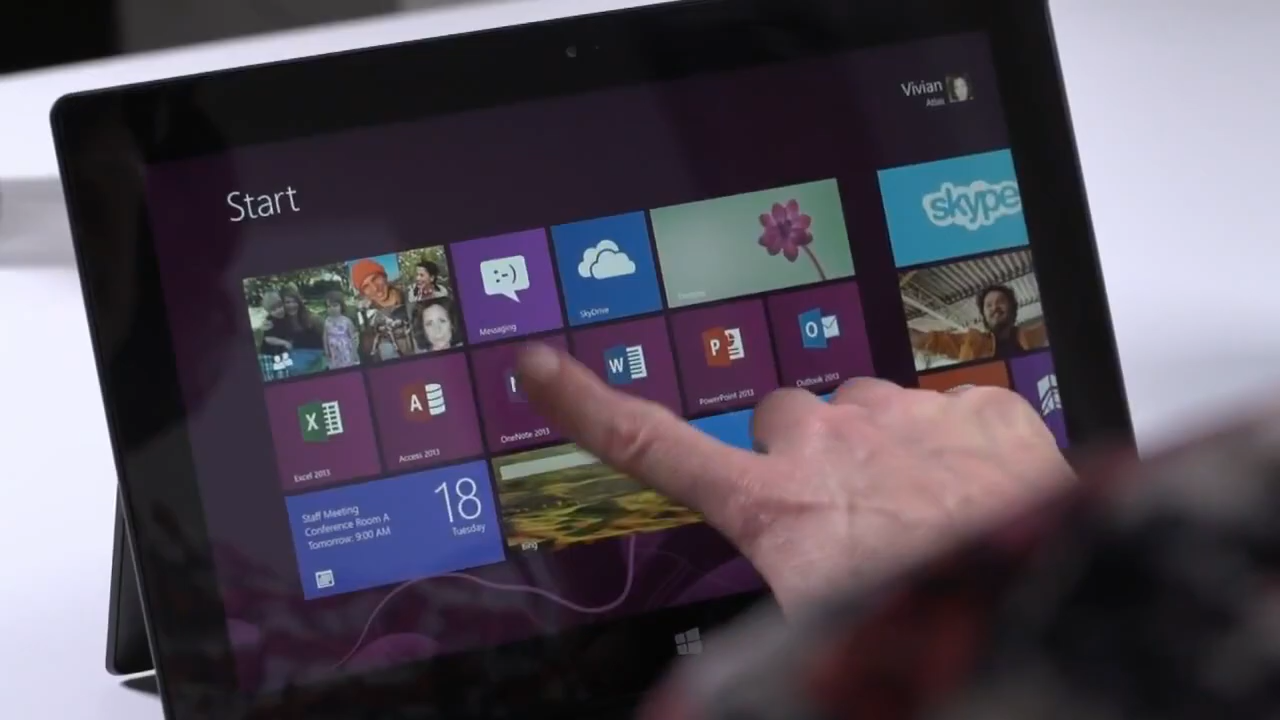 Vivian
Atlas
Start
skype
Messaging
SkyDrive
Desktop
Excel 2013
Access 2013
OneNote 2013
PowerPoint 2013
Outlook 2013
X
A
N
W
P
O
Staff Meeting
Conference Room A
Tomorrow: 9:00 AM
18
Tuesday
Bing